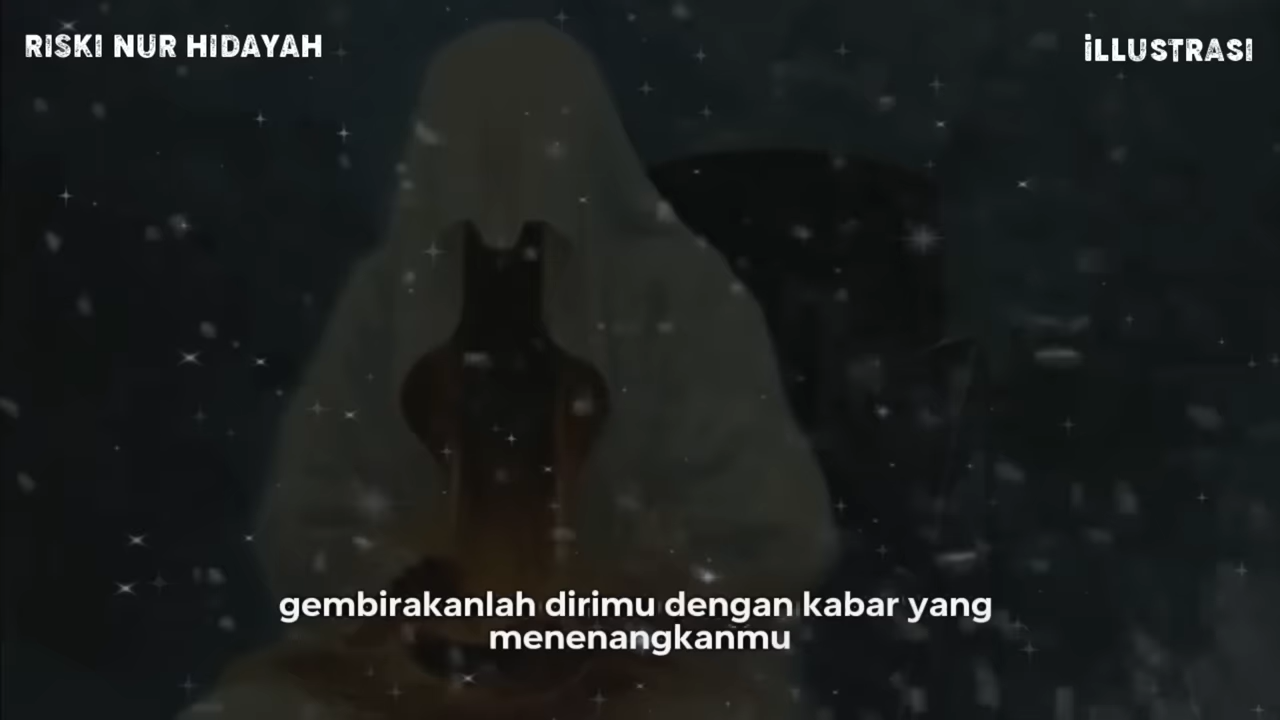 RISKI NUR HIDAYAH
İLLUSTRASI
gembirakanlah dirimu dengan kabar yang
menenangkanmu